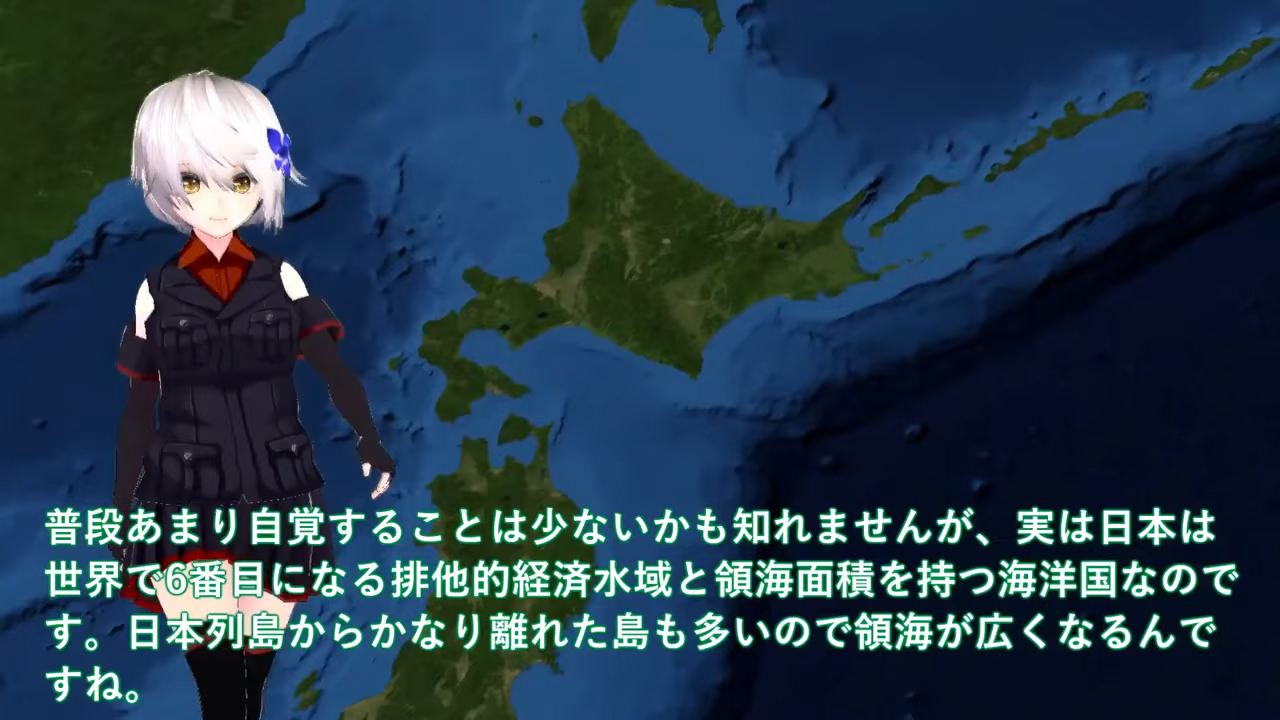 普段あまり自覚することは少ないかも知れませんが、実は日本は
世界で6番目になる排他的経済水域と領海面積を持つ海洋国なので
す。日本列島からかなり離れた島も多いので領海が広くなるんで
すね。